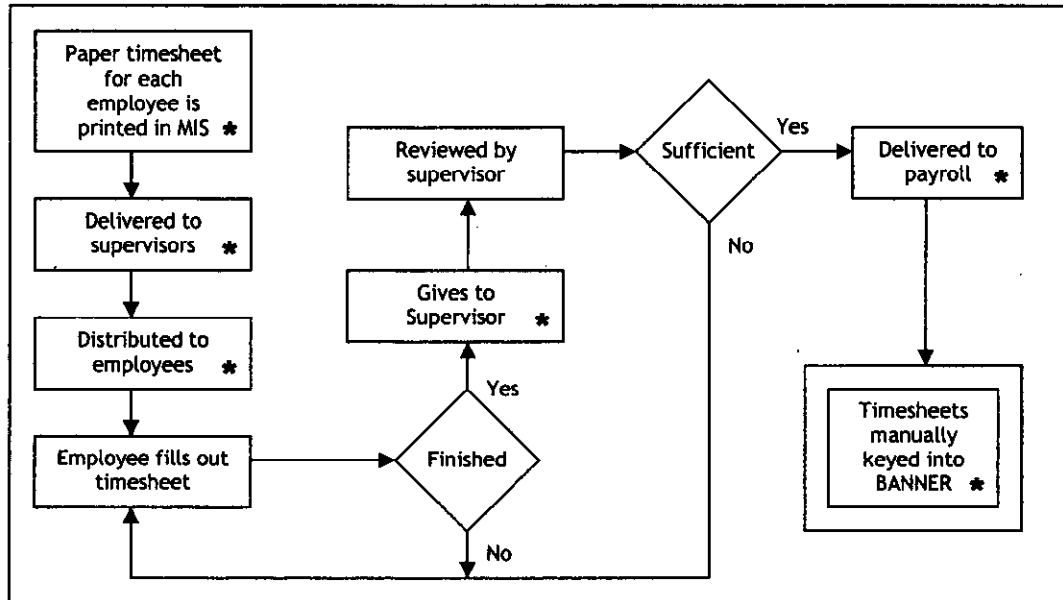 Paper timesheet
for each
employee is
printed in MIS *
Delivered to
supervisors *
Distributed to
employees *
Employee fills out
timesheet
Finished
Yes
No
Gives to
Supervisor *
Reviewed by
supervisor
Sufficient
Yes
No
Delivered to
payroll *
Timesheets
manually
keyed into
BANNER *